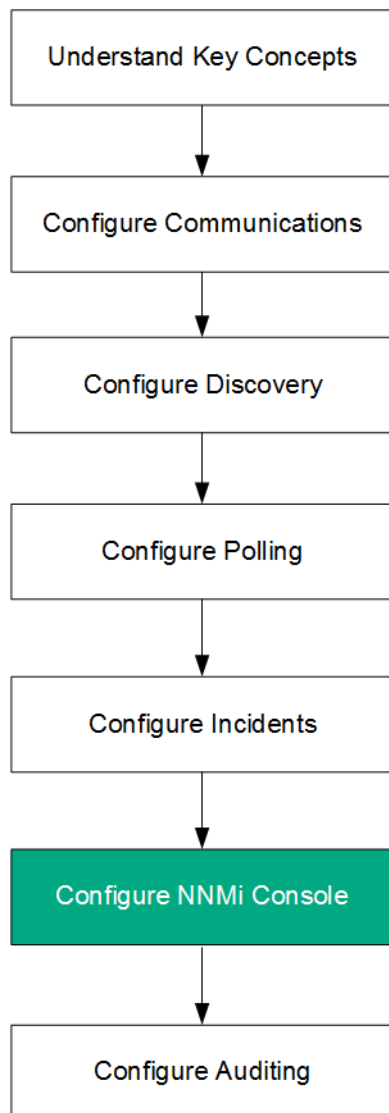 Understand Key Concepts
Configure Communications
Configure Discovery
Configure Polling
Configure Incidents
Configure NNMi Console
Configure Auditing